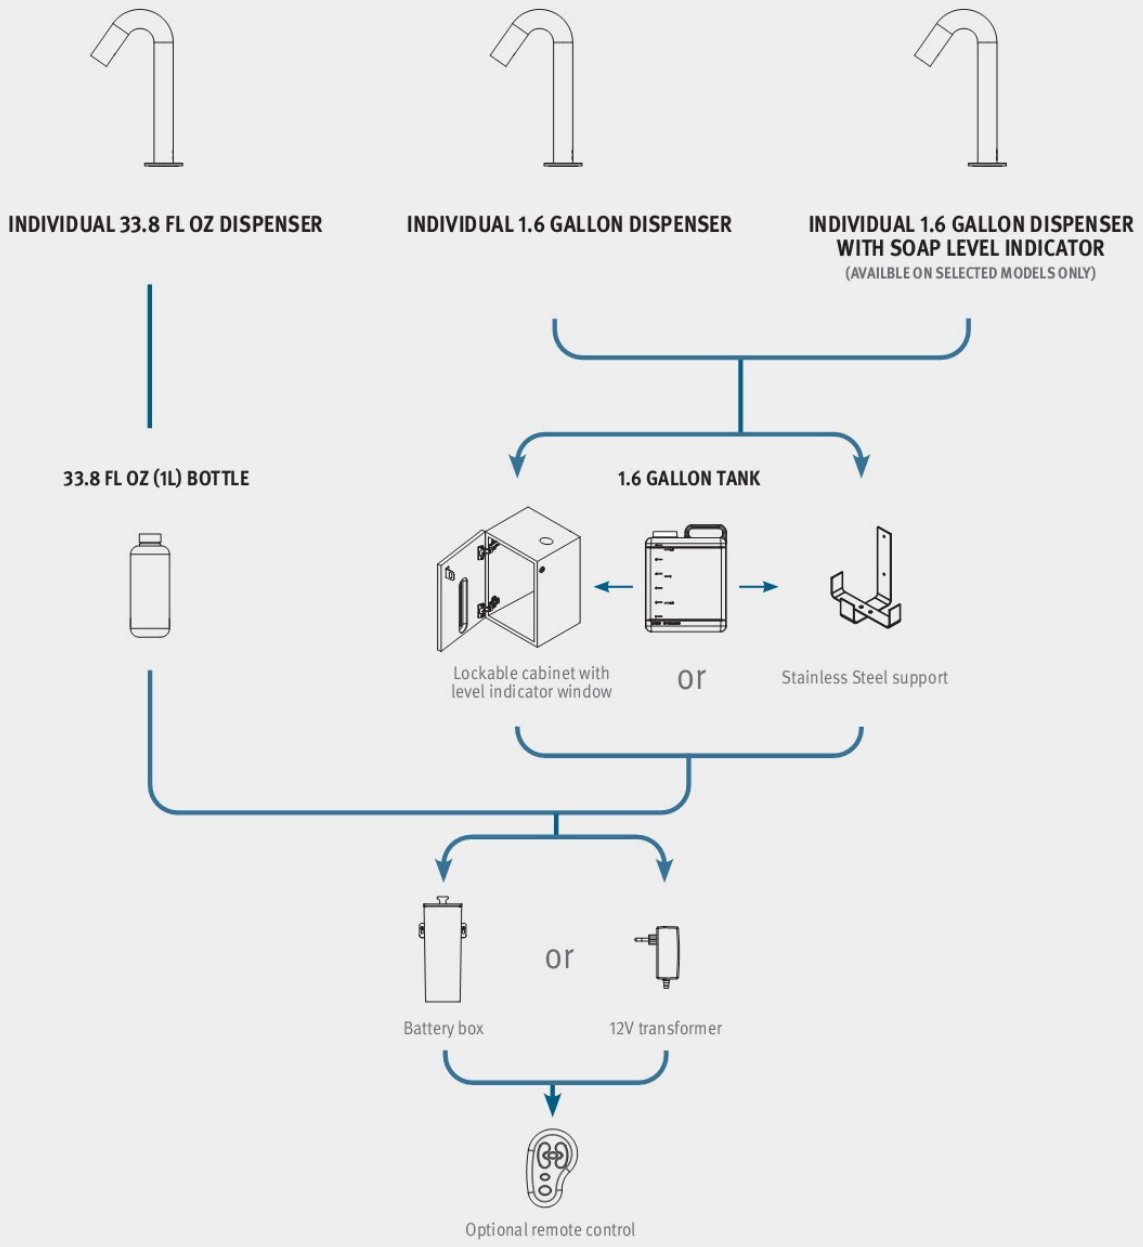 INDIVIDUAL 33.8 FL OZ DISPENSER
INDIVIDUAL 1.6 GALLON DISPENSER
INDIVIDUAL 1.6 GALLON DISPENSER
WITH SOAP LEVEL INDICATOR
(AVAILBLE ON SELECTED MODELS ONLY)
33.8 FL OZ (1L) BOTTLE
1.6 GALLON TANK
Lockable cabinet with
level indicator window
or
Stainless Steel support
or
Battery box
12V transformer
Optional remote control